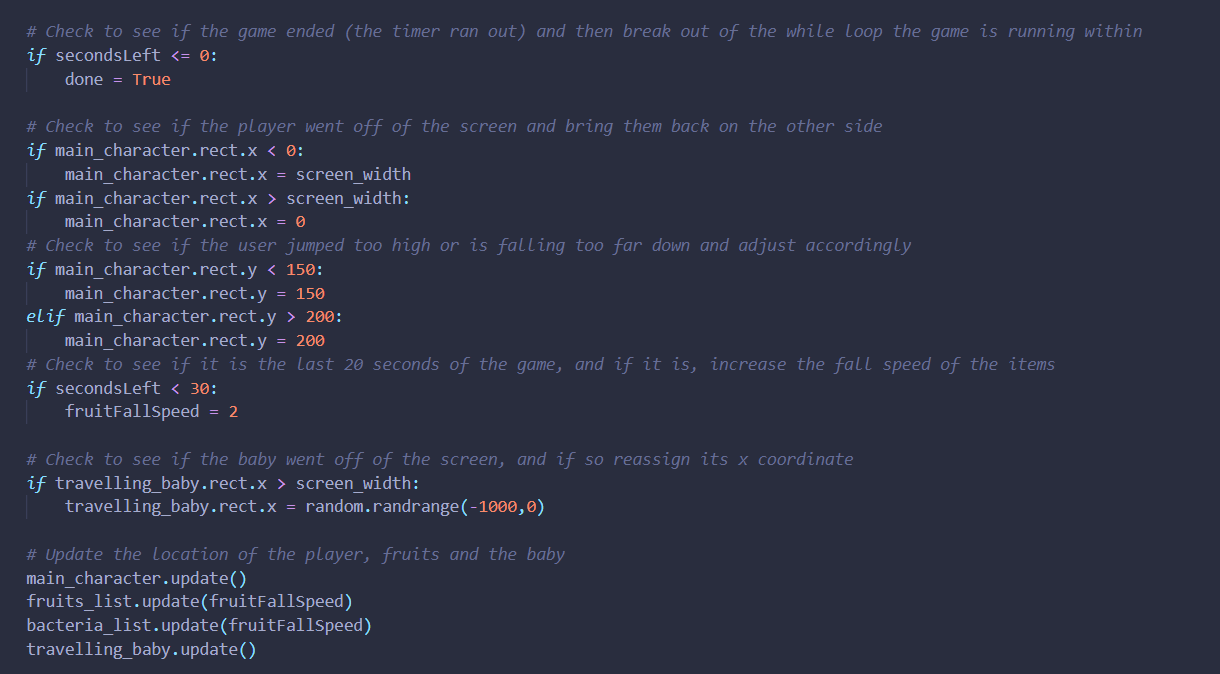 # Check to see if the game ended (the timer ran out) and then break out of the while loop the game is running within
if secondsLeft <= 0:
    done = True

# Check to see if the player went off of the screen and bring them back on the other side
if main_character.rect.x < 0:
    main_character.rect.x = screen_width
if main_character.rect.x > screen_width:
    main_character.rect.x = 0
# Check to see if the user jumped too high or is falling too far down and adjust accordingly
if main_character.rect.y < 150:
    main_character.rect.y = 150
elif main_character.rect.y > 200:
    main_character.rect.y = 200
# Check to see if it is the last 20 seconds of the game, and if it is, increase the fall speed of the items
if secondsLeft < 30:
    fruitFallSpeed = 2

# Check to see if the baby went off of the screen, and if so reassign its x coordinate
if travelling_baby.rect.x > screen_width:
    travelling_baby.rect.x = random.randrange(-1000,0)

# Update the location of the player, fruits and the baby
main_character.update()
fruits_list.update(fruitFallSpeed)
bacteria_list.update(fruitFallSpeed)
travelling_baby.update()